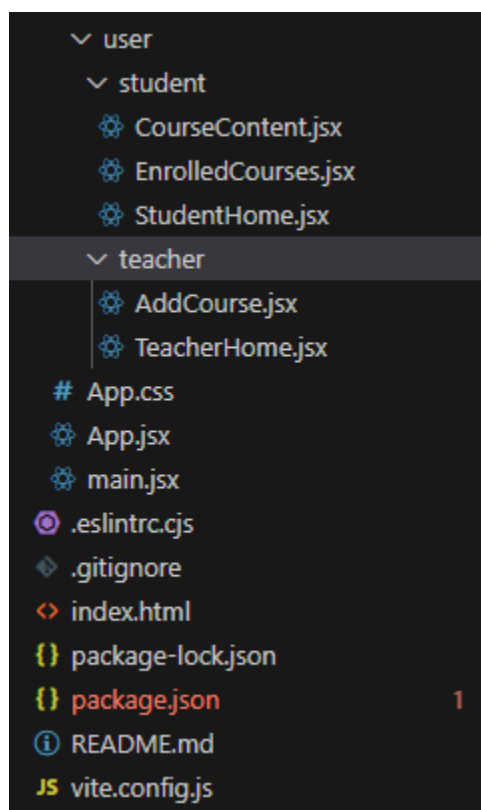 user
student
CourseContent.jsx
EnrolledCourses.jsx
StudentHome.jsx
teacher
AddCourse.jsx
TeacherHome.jsx
# App.css
App.jsx
main.jsx
.eslintrc.cjs
.gitignore
<> index.html
{} package-lock.json
{} package.json 1
README.md
JS vite.config.js